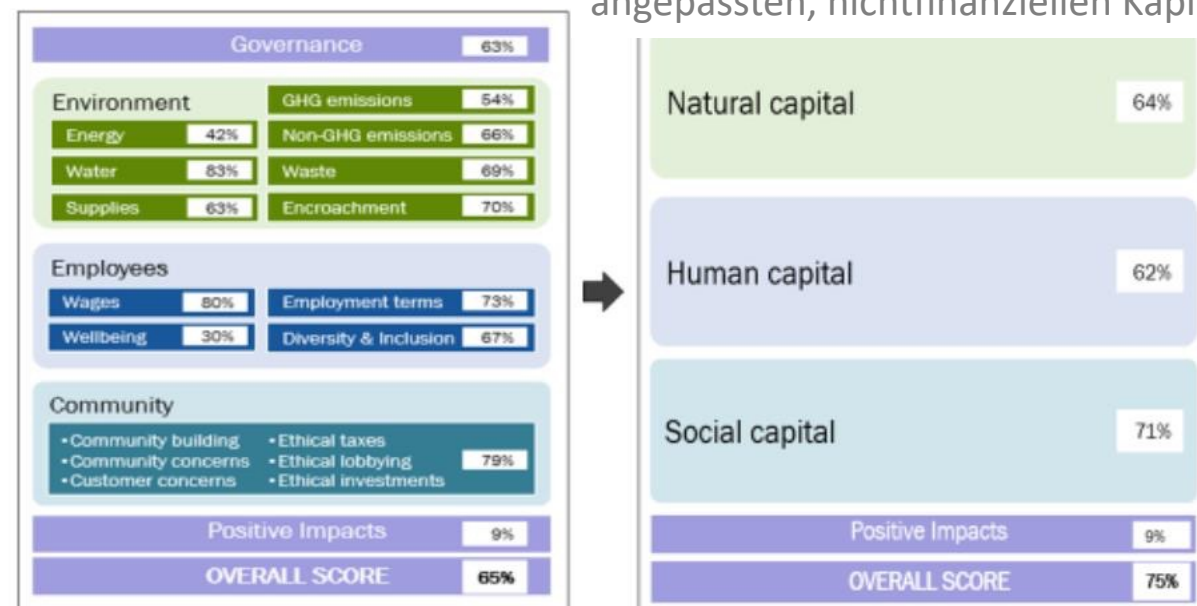 angepassten, nichtfinanziellen Kapi
Governance 63%
Environment
GHG emissions 54%
Energy 42%
Non-GHG emissions 66%
Water 83%
Waste 69%
Supplies 63%
Encroachment 70%
Employees
Wages 80%
Employment terms 73%
Wellbeing 30%
Diversity & Inclusion 67%
Community
•Community building
•Community concerns
•Customer concerns
•Ethical taxes
•Ethical lobbying
•Ethical investments
79%
Positive Impacts 9%
OVERALL SCORE 65%
Natural capital 64%
Human capital 62%
Social capital 71%
Positive Impacts 9%
OVERALL SCORE 75%